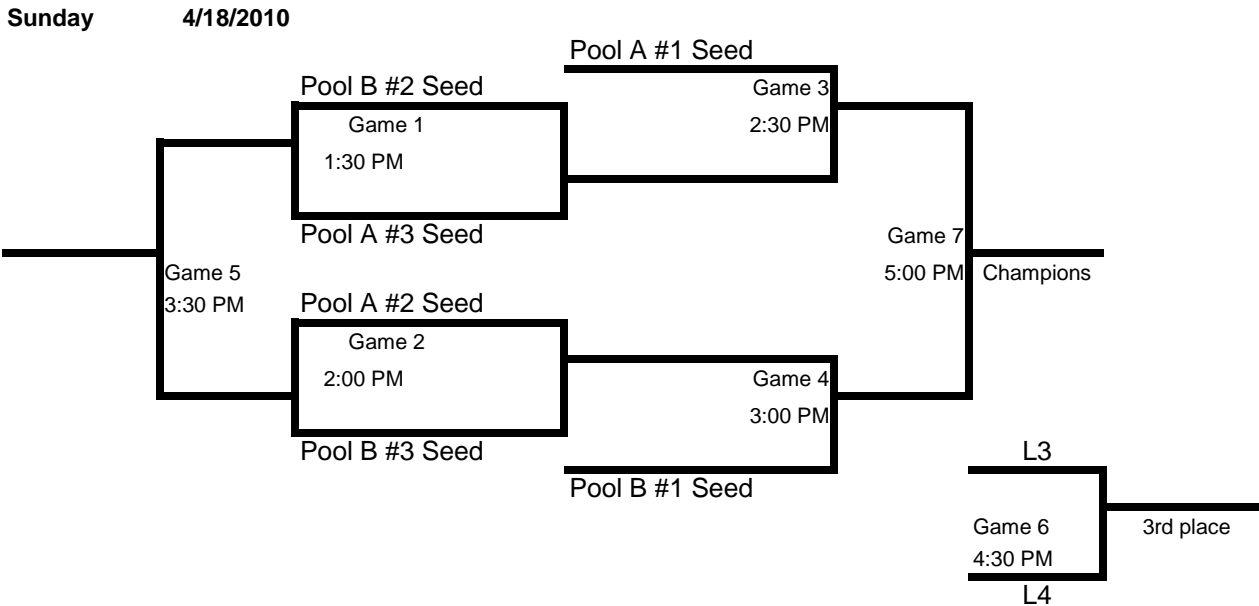 Sunday 4/18/2010
Pool A #1 Seed
Pool B #2 Seed
Game 3
Game 1
2:30 PM
1:30 PM
Pool A #3 Seed
Game 7
Game 5
5:00 PM
Champions
3:30 PM
Pool A #2 Seed
Game 2
2:00 PM
Game 4
3:00 PM
Pool B #3 Seed
L3
Pool B #1 Seed
Game 6
3rd place
4:30 PM
L4